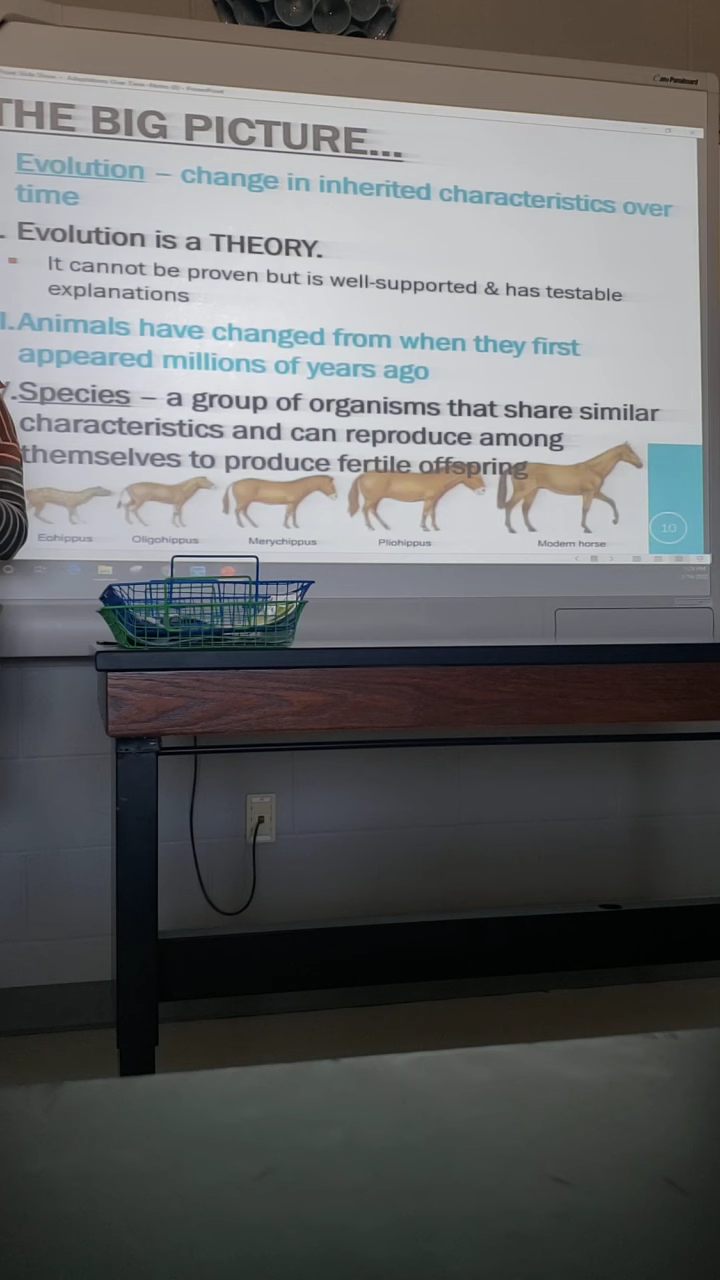 THE BIG PICTURE...
Evolution – change in inherited characteristics over
time
. Evolution is a THEORY.
It cannot be proven but is well-supported & has testable
explanations
I.Animals have changed from when they first
appeared millions of years ago
.Species – a group of organisms that share similar
characteristics and can reproduce among
themselves to produce fertile offspring
Eohippus Oligohippus Merychippus Pliohippus Modern horse
10